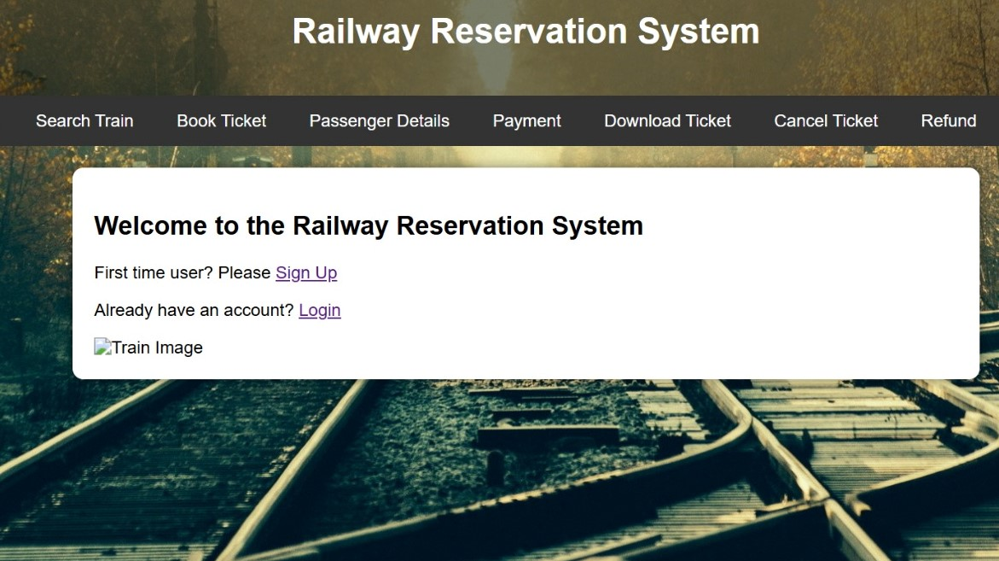 Railway Reservation System
Search Train Book Ticket Passenger Details Payment Download Ticket Cancel Ticket Refund
Welcome to the Railway Reservation System
First time user? Please Sign Up
Already have an account? Login
Train Image